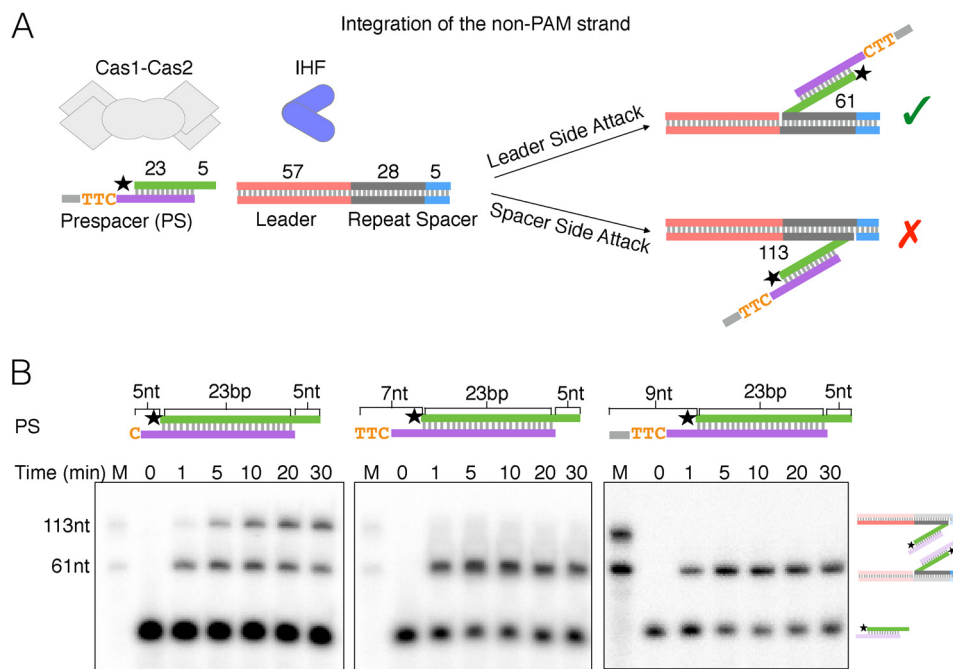 A
Integration of the non-PAM strand
Cas1-Cas2
IHF
23 5
TTC
Prespacer (PS)
57 28 5
Leader Repeat Spacer
Leader Side Attack
Spacer Side Attack
CTT
61
✓
113
TTC
✗
B
5nt 23bp 5nt
7nt 23bp 5nt
9nt 23bp 5nt
PS
C
TTC
TTC
Time (min) M 0 1 5 10 20 30
M 0 1 5 10 20 30
M 0 1 5 10 20 30
113nt
61nt